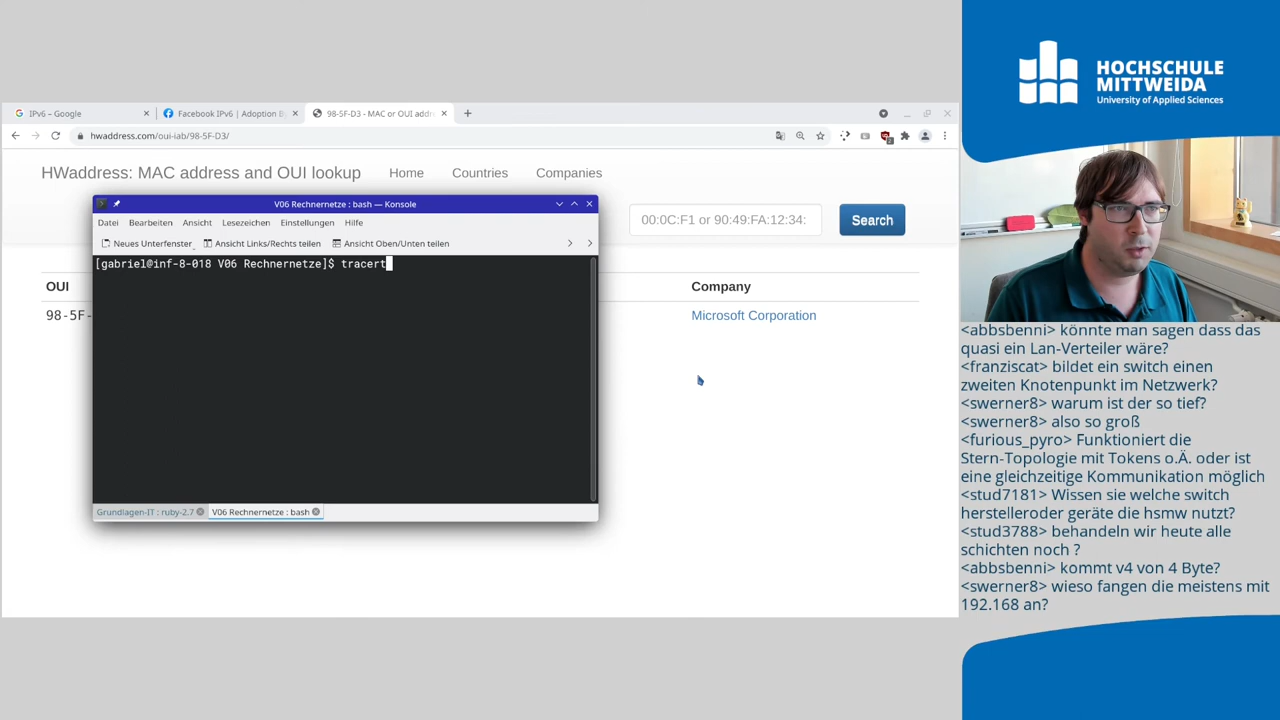 IPv6 – Google
Facebook IPv6 | Adoption B
98-5F-D3 - MAC or OUI addr
hwaddress.com/oui-iab/98-5F-D3/
HWaddress: MAC address and OUI lookup
Home
Countries
Companies
00:0C:F1 or 90:49:FA:12:34:
Search
OUI
Company
98-5F-
Microsoft Corporation
V06 Rechnernetze : bash — Konsole
Datei Bearbeiten Ansicht Lesezeichen Einstellungen Hilfe
Neues Unterfenster Ansicht Links/Rechts teilen Ansicht Oben/Unten teilen
[gabriel@inf-8-018 V06 Rechnernetze]$ tracert
Grundlagen-IT : ruby-2.7
V06 Rechnernetze : bash
HOCHSCHULE
MITTWEIDA
University of Applied Sciences
<abbsbenni> könnte man sagen dass das
quasi ein Lan-Verteiler wäre?
<franziscat> bildet ein switch einen
zweiten Knotenpunkt im Netzwerk?
<swerner8> warum ist der so tief?
<swerner8> also so groß
<furious_pyro> Funktioniert die
Stern-Topologie mit Tokens o.Ä. oder ist
eine gleichzeitige Kommunikation möglich
<stud7181> Wissen sie welche switch
herstelleroder geräte die hsmw nutzt?
<stud3788> behandeln wir heute alle
schichten noch ?
<abbsbenni> kommt v4 von 4 Byte?
<swerner8> wieso fangen die meistens mit
192.168 an?